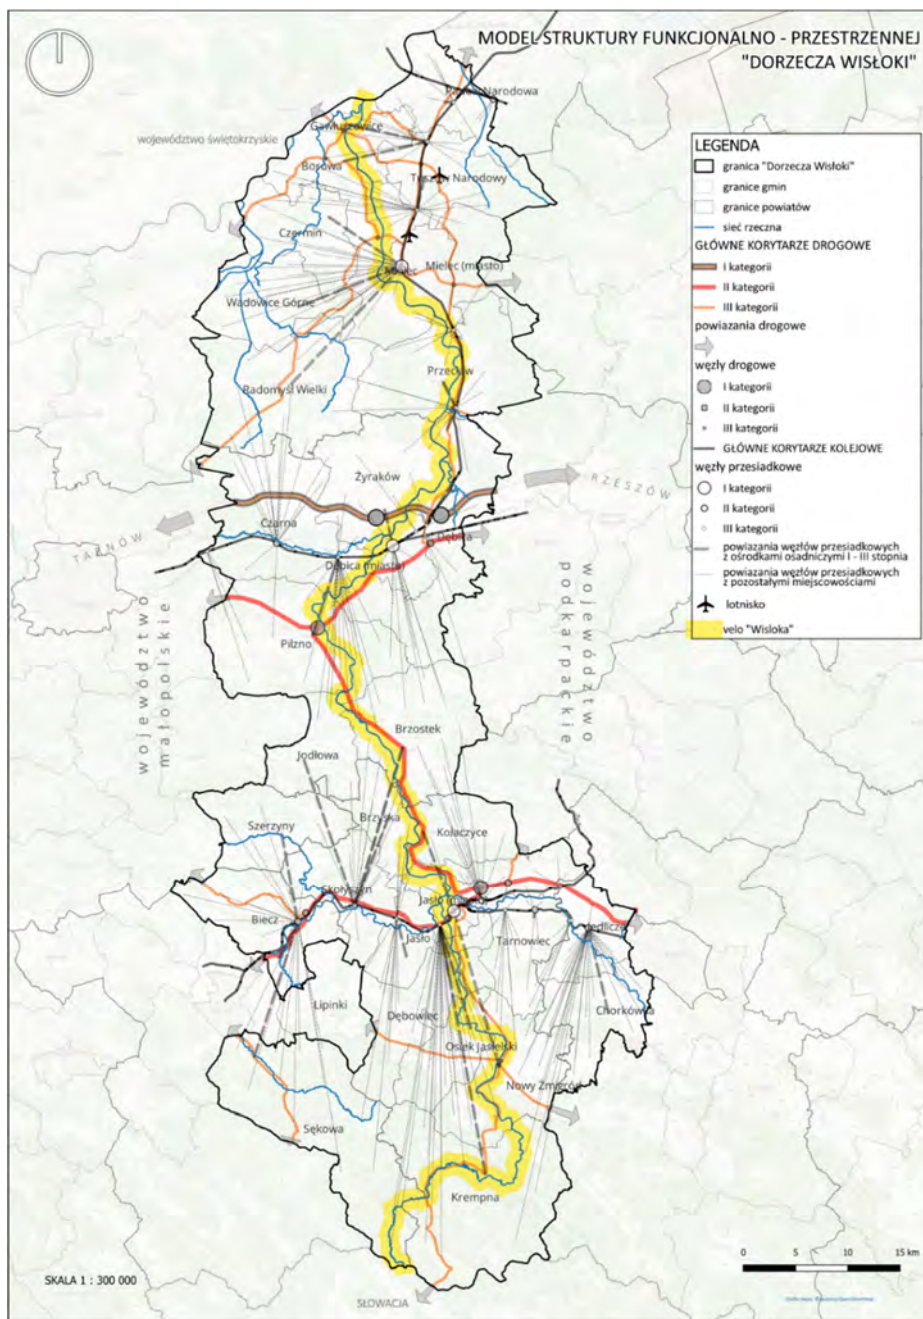 MODEL STRUKTURY FUNKCJONALNO - PRZESTRZENNEJ
"DORZECZA WISŁOKI"
Narodowa
województwo świętokrzyskie
Borowa
Tuszów Narodowy
Czermin
Mielec
Mielec (miasto)
Wadowice Górne
Przecław
Radomyśl Wielki
Żyraków
RZESZÓW
Czarna
TARNÓW
Dębica
Dębica (miasto)
Pilzno
województwo
małopolskie
województwo
podkarpackie
Brzostek
Jodłowa
Brzyska
Szerzyny
Kołaczyce
Skołyszyn
Biecz
Jasło
Tarnowiec
Jedlicze
Lipinki
Dębowiec
Chorkówka
Osiek Jasielski
Nowy Żmigród
Sękowa
Krempna
SŁOWACJA
SKALA 1 : 300 000
0 5 10 15 km
LEGENDA
granica "Dorzecza Wisłoki"
granice gmin
granice powiatów
sieć rzeczna
GŁÓWNE KORYTARZE DROGOWE
I kategorii
II kategorii
III kategorii
powiazania drogowe
węzły drogowe
I kategorii
II kategorii
III kategorii
GŁÓWNE KORYTARZE KOLEJOWE
węzły przesiadkowe
I kategorii
II kategorii
III kategorii
powiazania węzłów przesiadkowych
z ośrodkami osadniczymi I - III stopnia
powiazania węzłów przesiadkowych
z pozostałymi miejscowościami
lotnisko
velo "Wisłoka"